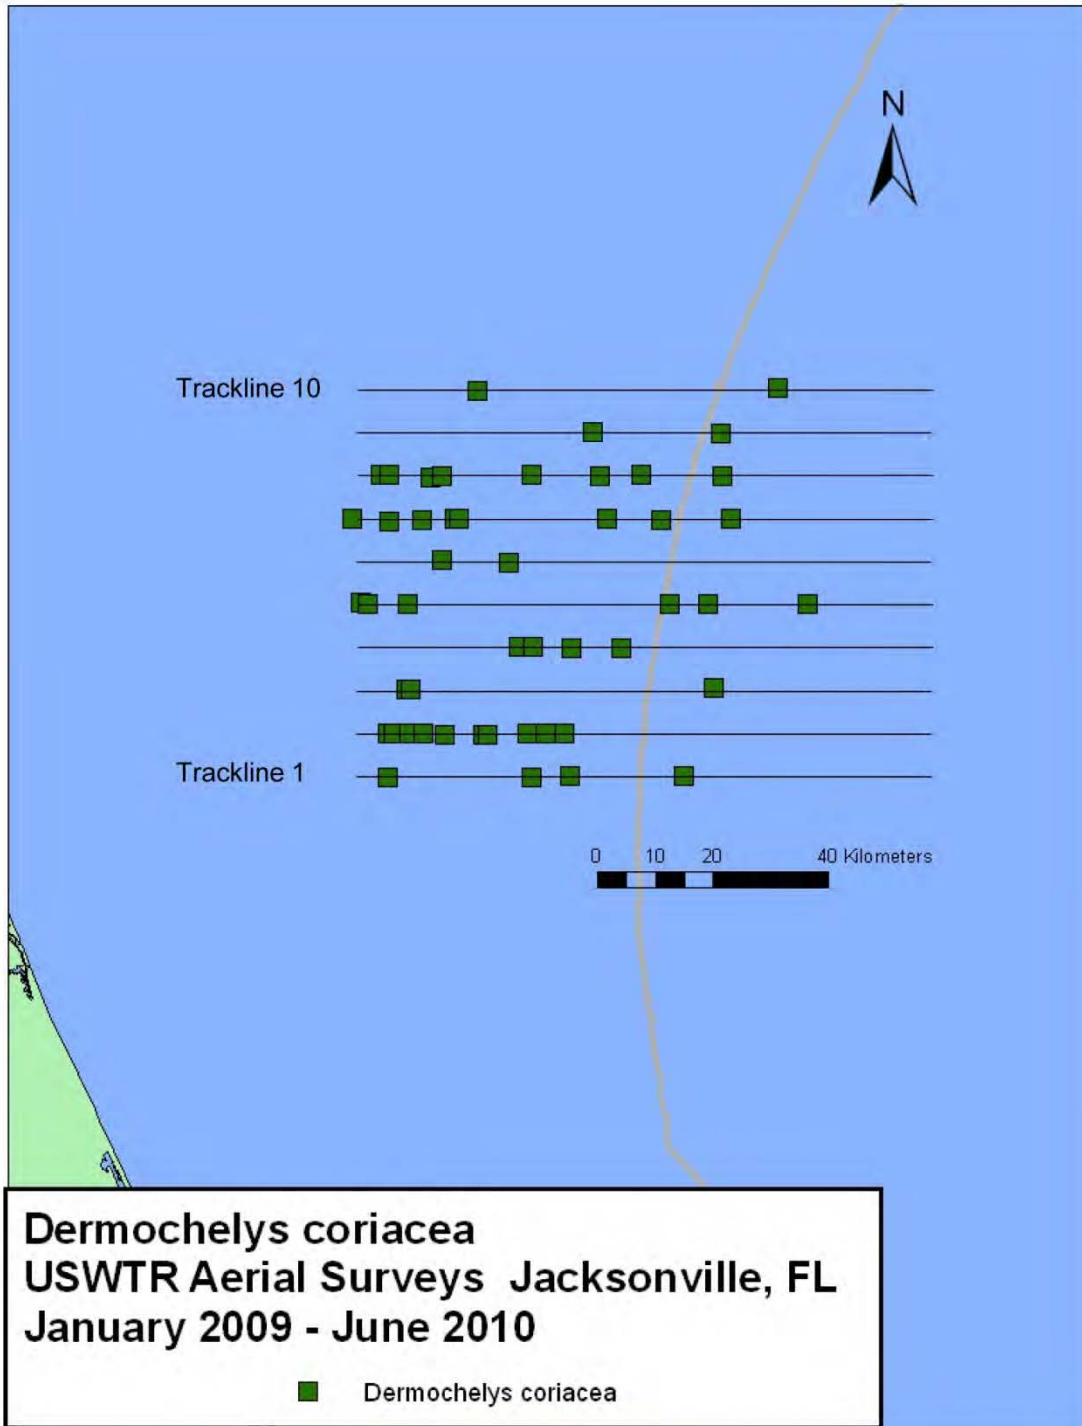 N
Trackline 10
Trackline 1
0 10 20 40 Kilometers
Dermochelys coriacea
USWTR Aerial Surveys Jacksonville, FL
January 2009 - June 2010
Dermochelys coriacea